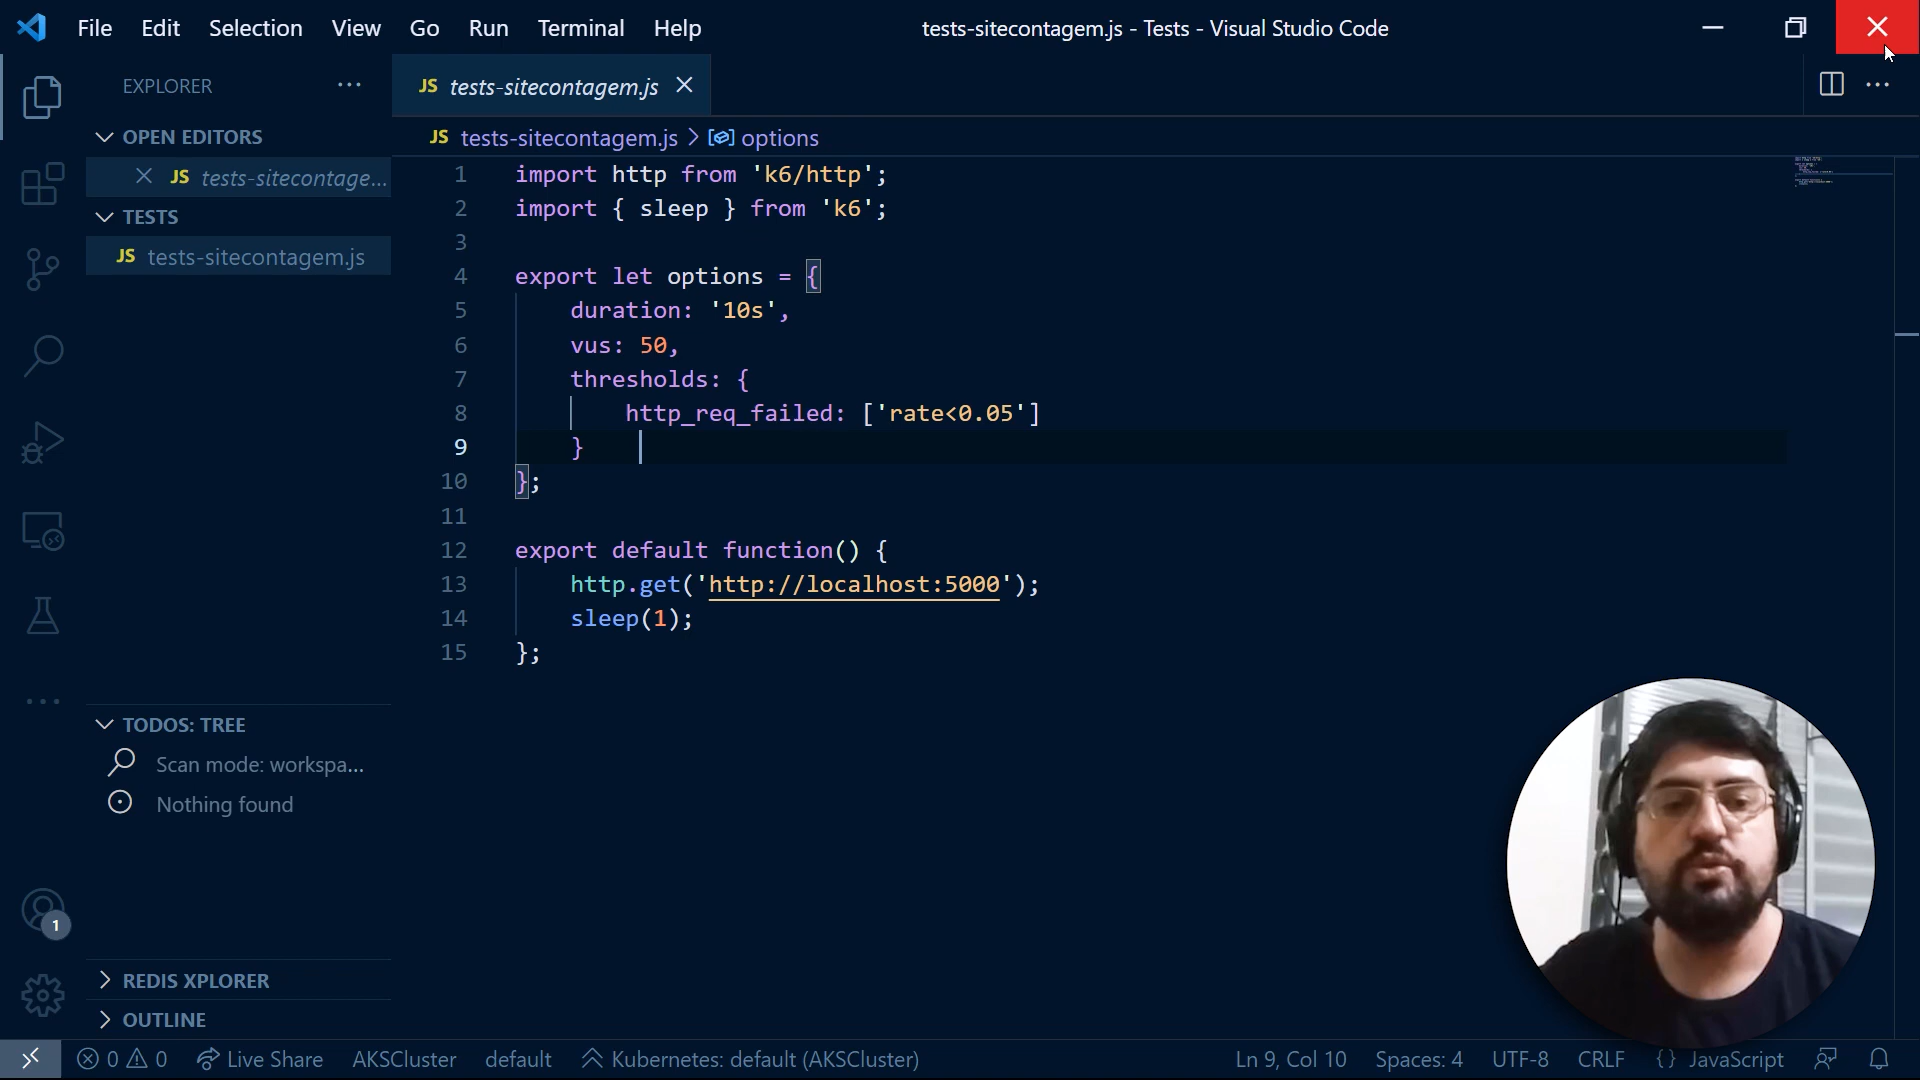 File Edit Selection View Go Run Terminal Help
tests-sitecontagem.js - Tests - Visual Studio Code
EXPLORER
JS tests-sitecontagem.js
OPEN EDITORS
JS tests-sitecontagem.js > options
JS tests-sitecontage...
TESTS
JS tests-sitecontagem.js
1 import http from 'k6/http';
2 import { sleep } from 'k6';
3
4 export let options = {
5 duration: '10s',
6 vus: 50,
7 thresholds: {
8 http_req_failed: ['rate<0.05']
9 }
10 };
11
12 export default function() {
13 http.get('http://localhost:5000');
14 sleep(1);
15 };
TODOS: TREE
Scan mode: workspa...
Nothing found
1
REDIS XPLORER
OUTLINE
0 0 Live Share AKSCluster default Kubernetes: default (AKSCluster) Ln 9, Col 10 Spaces: 4 UTF-8 CRLF {} JavaScript